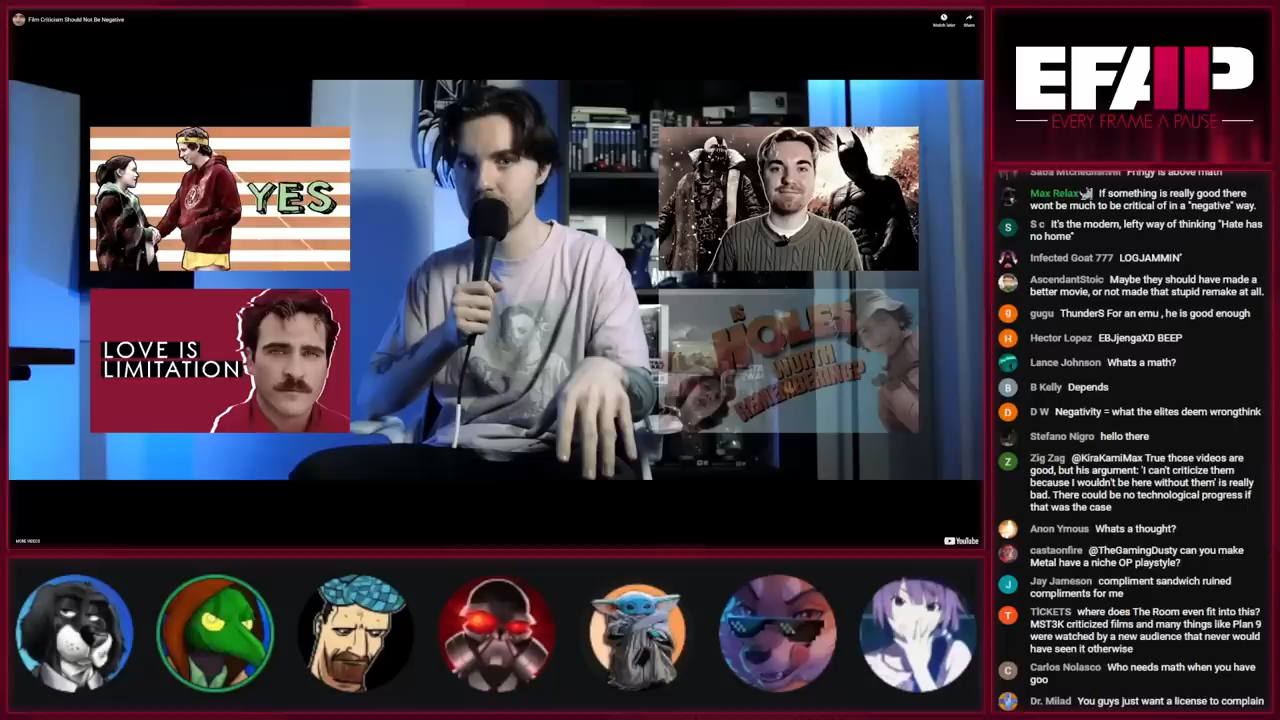 Film Criticism Should Not Be Negative
Watch later
Share
YES
LOVE IS
LIMITATION
IS
HOLES
WORTH
REMEMBERING?
MORE VIDEOS
YouTube
EFAP
EVERY FRAME A PAUSE
Fringy is above math
Max Relax If something is really good there
wont be much to be critical of in a "negative" way.
S c It's the modern, lefty way of thinking "Hate has
no home"
Infected Goat 777 LOGJAMMIN'
AscendantStoic Maybe they should have made a
better movie, or not made that stupid remake at all.
gugu ThunderS For an emu , he is good enough
Hector Lopez EBJjengaXD BEEP
Lance Johnson Whats a math?
B Kelly Depends
D W Negativity = what the elites deem wrongthink
Stefano Nigro hello there
Zig Zag @KiraKamiMax True those videos are
good, but his argument: 'I can't criticize them
because I wouldn't be here without them' is really
bad. There could be no technological progress if
that was the case
Anon Ymous Whats a thought?
castaonfire @TheGamingDusty can you make
Metal have a niche OP playstyle?
Jay Jameson compliment sandwich ruined
compliments for me
TICKETS where does The Room even fit into this?
MST3K criticized films and many things like Plan 9
were watched by a new audience that never would
have seen it otherwise
Carlos Nolasco Who needs math when you have
goo
Dr. Milad You guys just want a license to complain